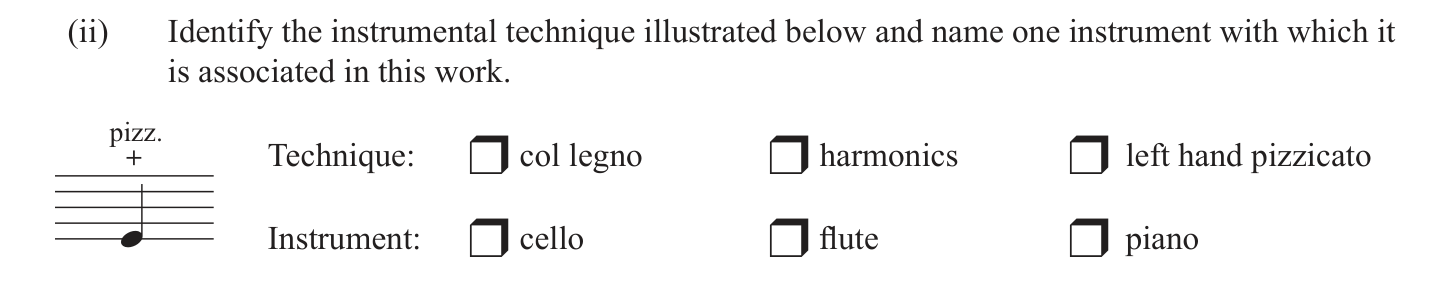 (ii) Identify the instrumental technique illustrated below and name one instrument with which it
is associated in this work.
pizz.
+
Technique: col legno harmonics left hand pizzicato
Instrument: cello flute piano